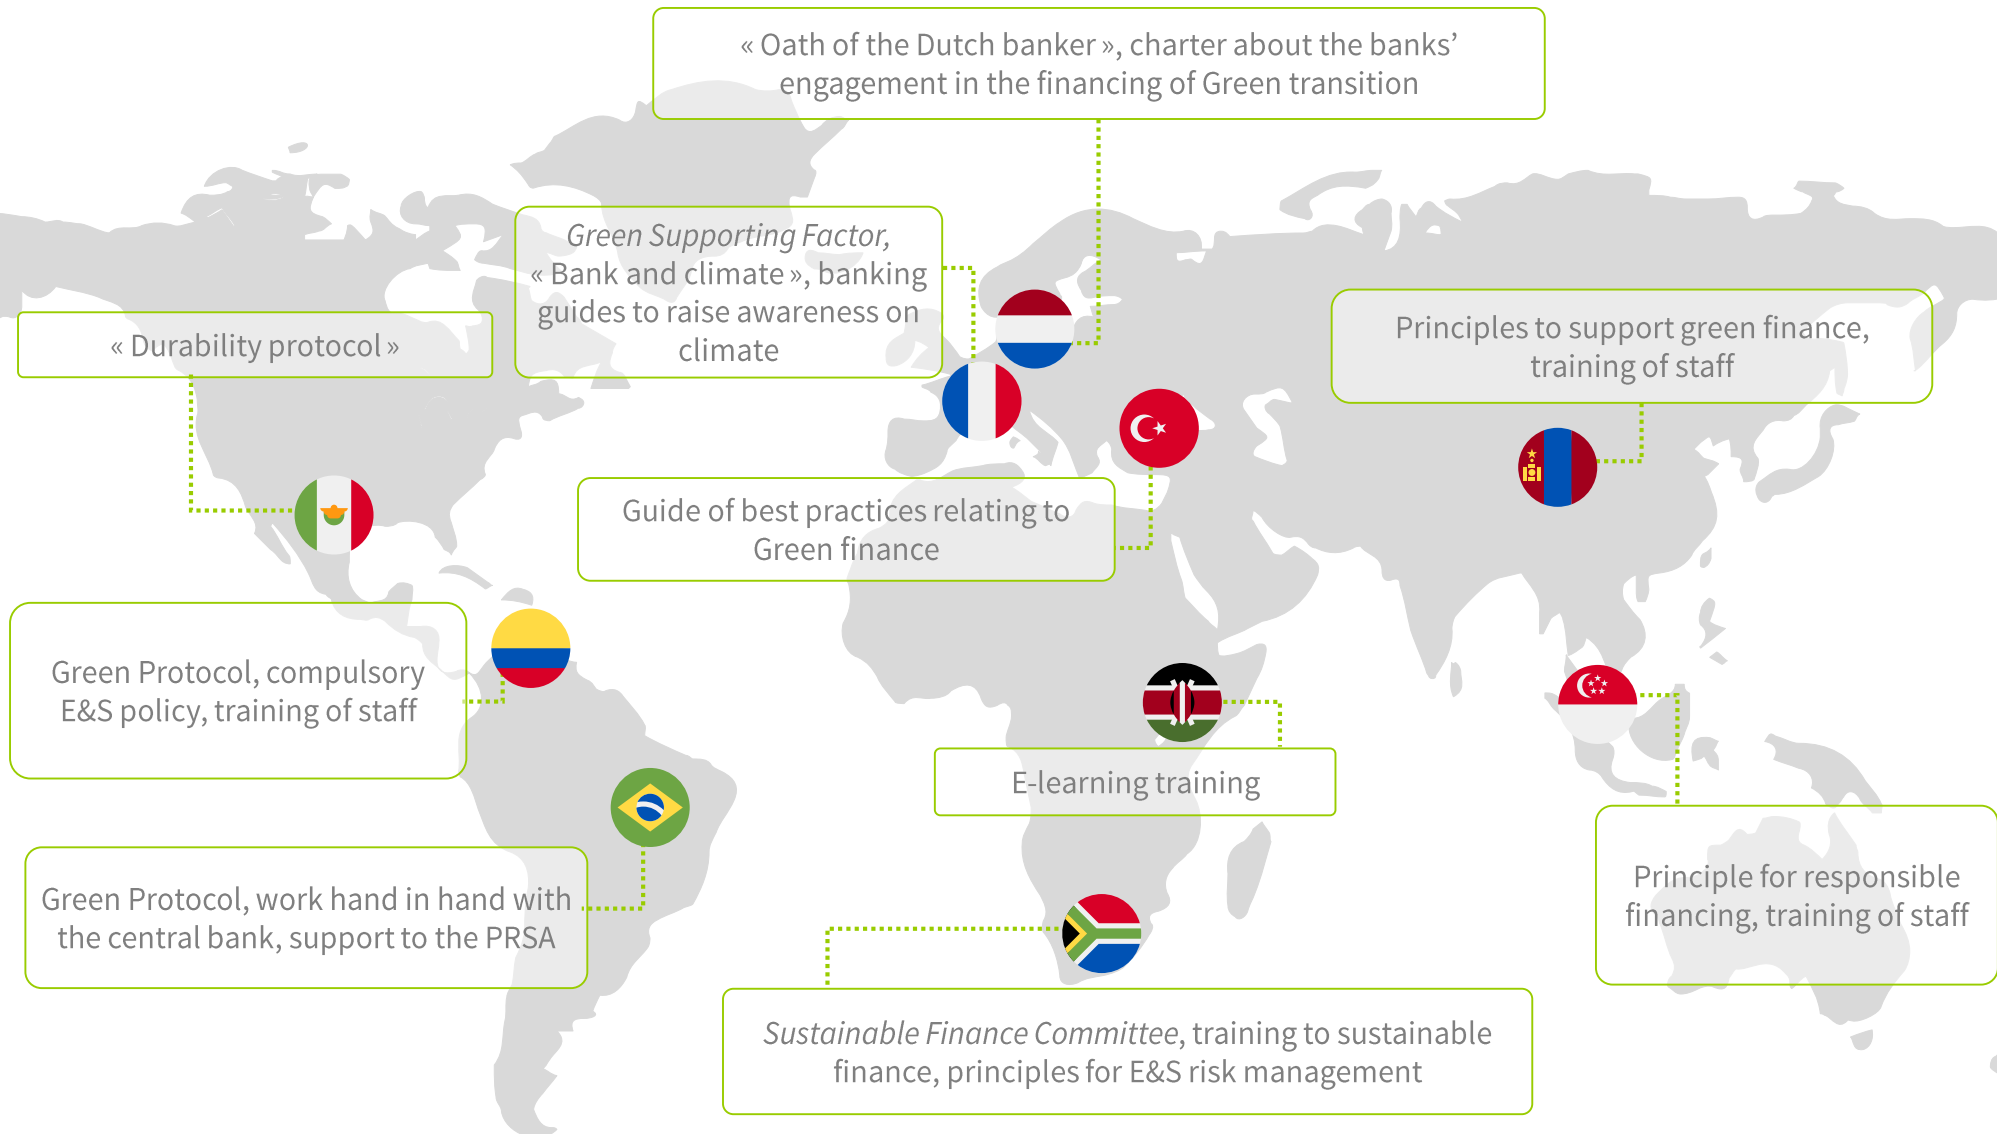 « Oath of the Dutch banker », charter about the banks’
engagement in the financing of Green transition
Green Supporting Factor,
« Bank and climate », banking
guides to raise awareness on
climate
« Durability protocol »
Principles to support green finance,
training of staff
Guide of best practices relating to
Green finance
Green Protocol, compulsory
E&S policy, training of staff
E-learning training
Green Protocol, work hand in hand with
the central bank, support to the PRSA
Principle for responsible
financing, training of staff
Sustainable Finance Committee, training to sustainable
finance, principles for E&S risk management